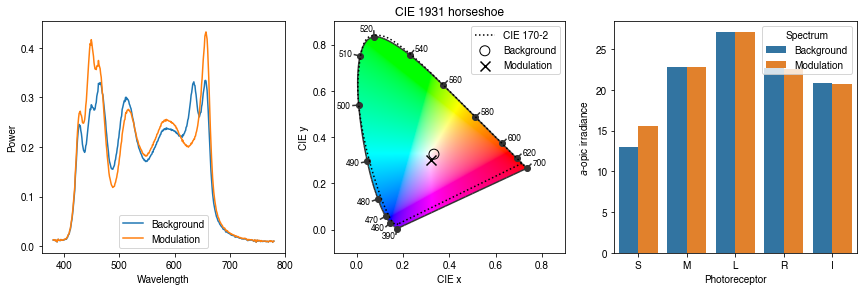 CIE 1931 horseshoe
0.4
0.3
0.2
0.1
0.0
Power
400
500
600
700
800
Wavelength
Background
Modulation
0.8
0.6
0.4
0.2
0.0
CIE y
0.0
0.2
0.4
0.6
0.8
CIE x
520
540
510
560
500
580
600
620
700
490
480
470
460
390
CIE 170-2
Background
Modulation
25
20
15
10
5
0
a-opic irradiance
S
M
L
R
I
Photoreceptor
Spectrum
Background
Modulation